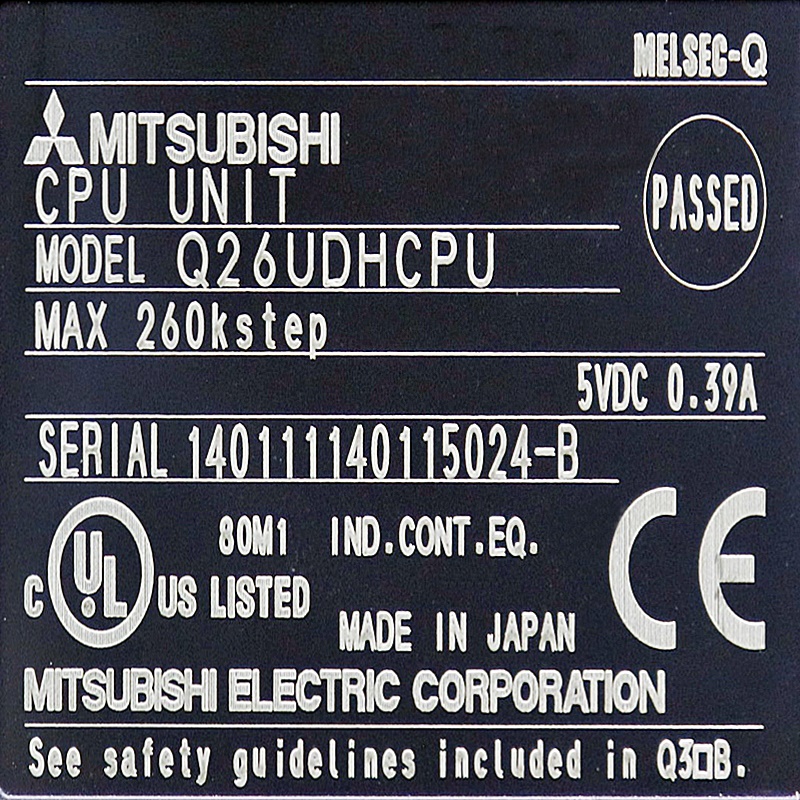 MELSEC-Q
MITSUBISHI
CPU UNIT
PASSED
MODEL Q26UDHCPU
MAX 260kstep
5VDC 0.39A
SERIAL 140111140115024-B
80M1 IND.CONT.EQ.
C UL US LISTED
CE
MADE IN JAPAN
MITSUBISHI ELECTRIC CORPORATION
See safety guidelines included in Q3□B.